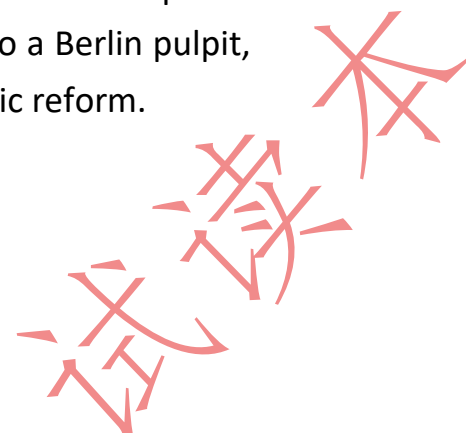 o a Berlin pulpit,
ic reform.
试读本